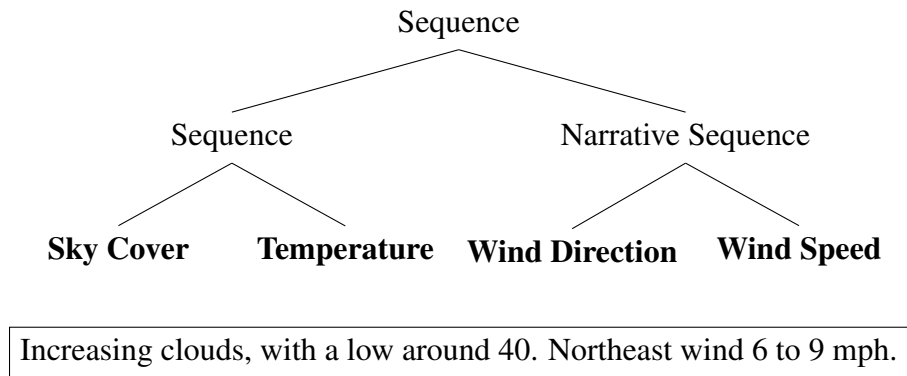 Sequence
Sequence Narrative Sequence
Sky Cover Temperature Wind Direction Wind Speed
Increasing clouds, with a low around 40. Northeast wind 6 to 9 mph.